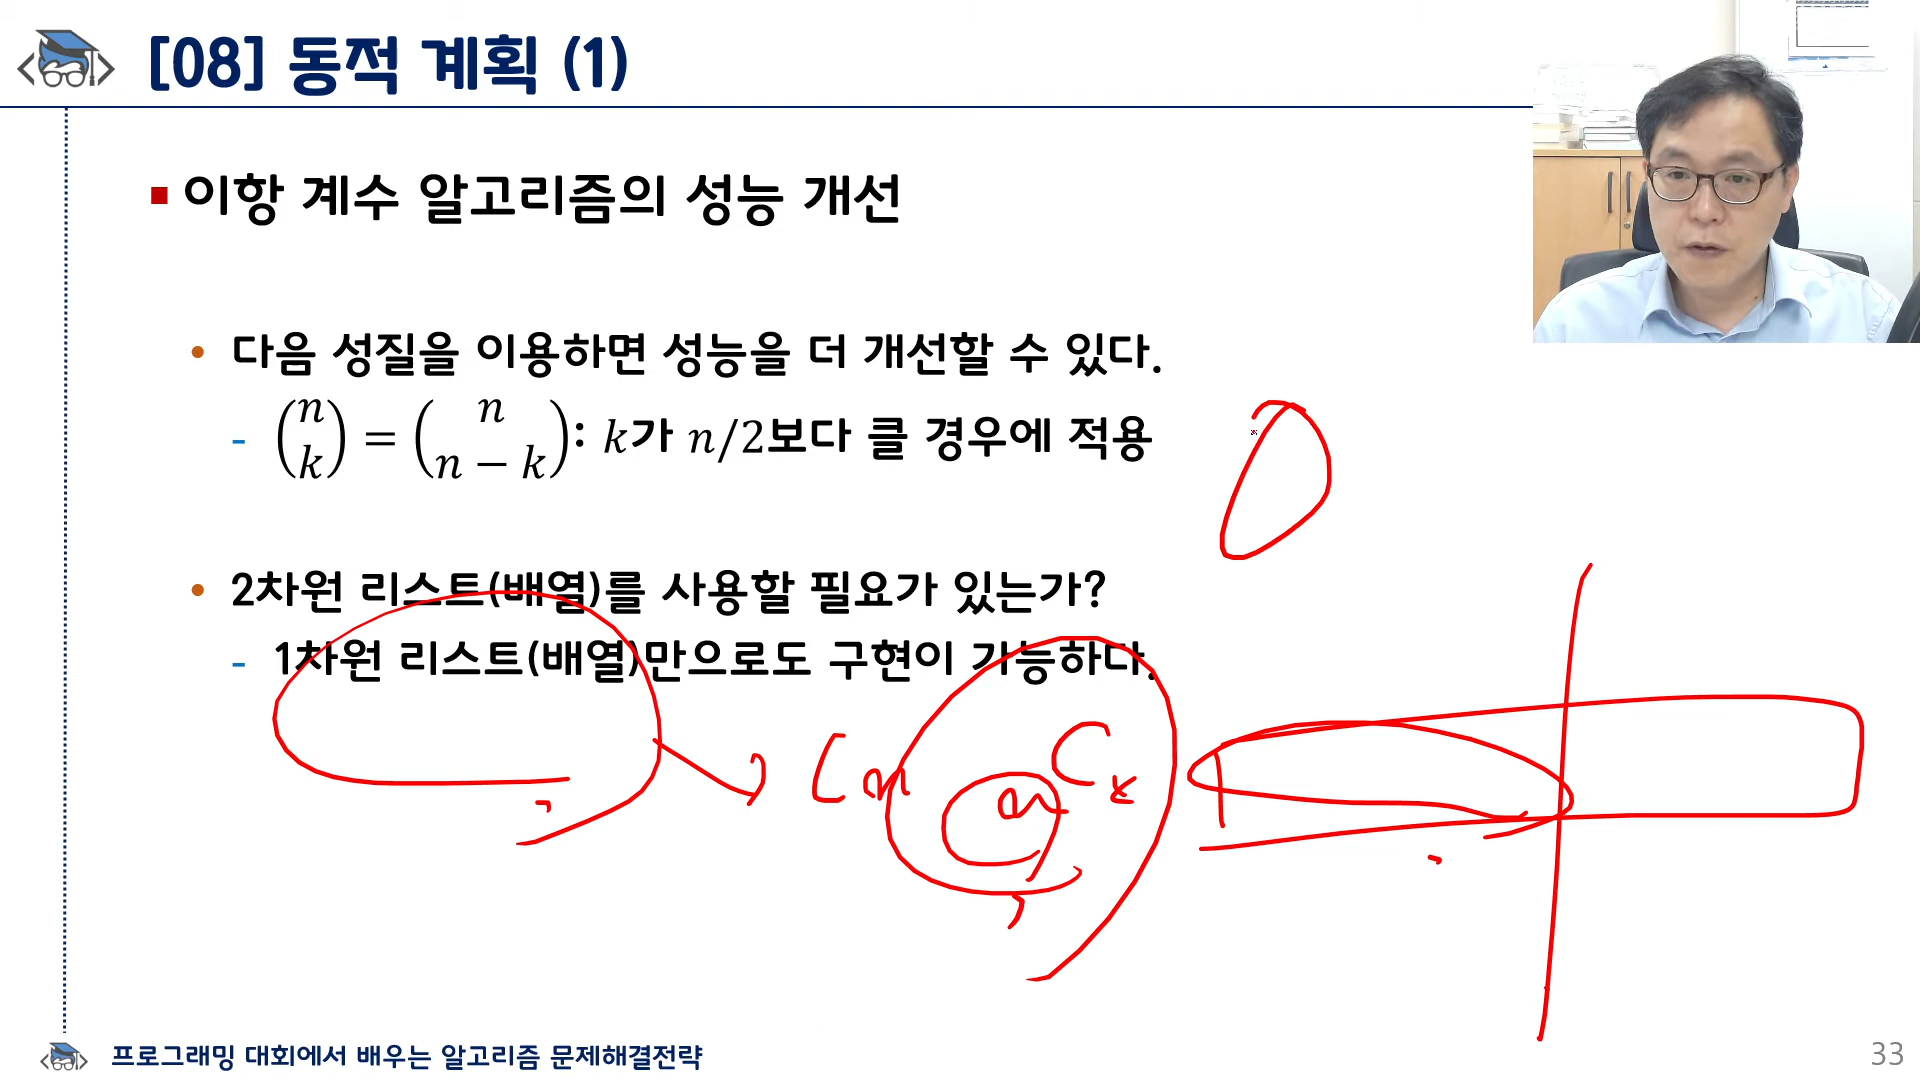 [08] 동적 계획 (1)
이항 계수 알고리즘의 성능 개선
• 다음 성질을 이용하면 성능을 더 개선할 수 있다.
- (n k) = (n n − k): k가 n/2보다 클 경우에 적용
• 2차원 리스트(배열)를 사용할 필요가 있는가?
- 1차원 리스트(배열)만으로도 구현이 가능하다.
프로그래밍 대회에서 배우는 알고리즘 문제해결전략
33